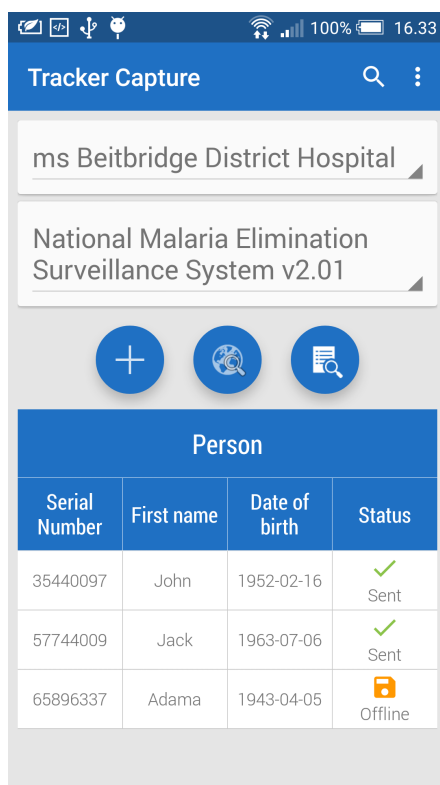 100% 16.33
Tracker Capture
ms Beitbridge District Hospital
National Malaria Elimination
Surveillance System v2.01
Person
Serial Number First name Date of birth Status
35440097 John 1952-02-16 Sent
57744009 Jack 1963-07-06 Sent
65896337 Adama 1943-04-05 Offline